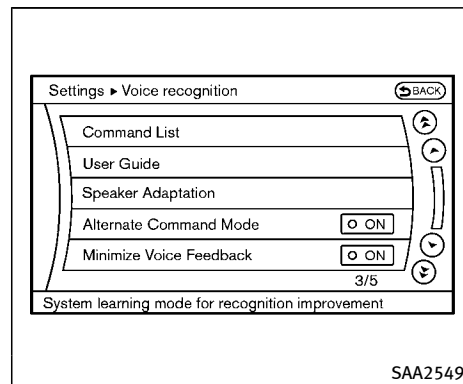 Settings ▸ Voice recognition
BACK
Command List
User Guide
Speaker Adaptation
Alternate Command Mode
ON
Minimize Voice Feedback
ON
3/5
System learning mode for recognition improvement
SAA2549